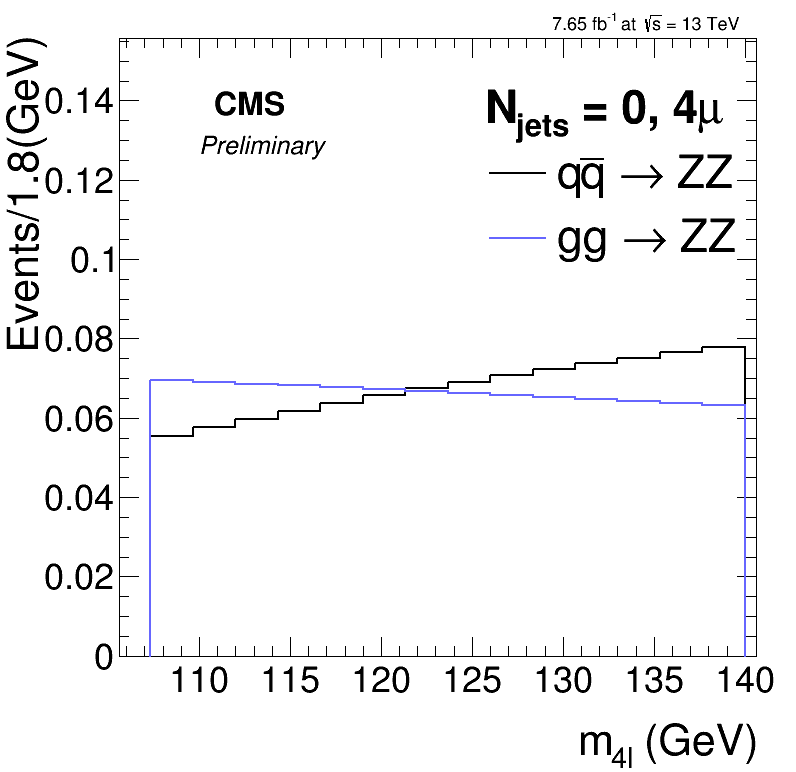 7.65 fb⁻¹ at √s = 13 TeV
Events/1.8(GeV)
CMS
Preliminary
N_jets = 0, 4μ
qq̅ → ZZ
gg → ZZ
0.14
0.12
0.1
0.08
0.06
0.04
0.02
0
110 115 120 125 130 135 140
m_4l (GeV)